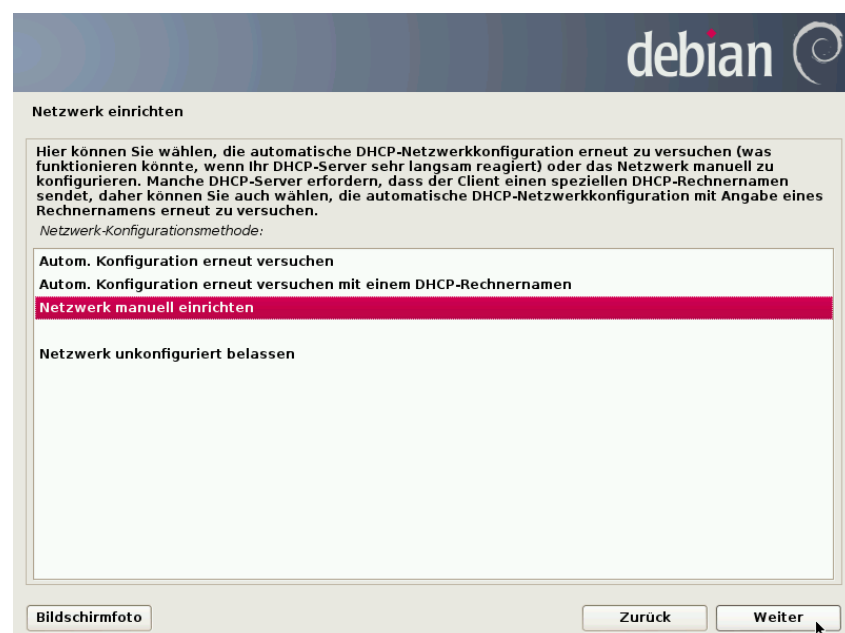 debian
Netzwerk einrichten
Hier können Sie wählen, die automatische DHCP-Netzwerkkonfiguration erneut zu versuchen (was
funktionieren könnte, wenn Ihr DHCP-Server sehr langsam reagiert) oder das Netzwerk manuell zu
konfigurieren. Manche DHCP-Server erfordern, dass der Client einen speziellen DHCP-Rechnernamen
sendet, daher können Sie auch wählen, die automatische DHCP-Netzwerkkonfiguration mit Angabe eines
Rechnernamens erneut zu versuchen.
Netzwerk-Konfigurationsmethode:
Autom. Konfiguration erneut versuchen
Autom. Konfiguration erneut versuchen mit einem DHCP-Rechnernamen
Netzwerk manuell einrichten
Netzwerk unkonfiguriert belassen
Bildschirmfoto
Zurück
Weiter